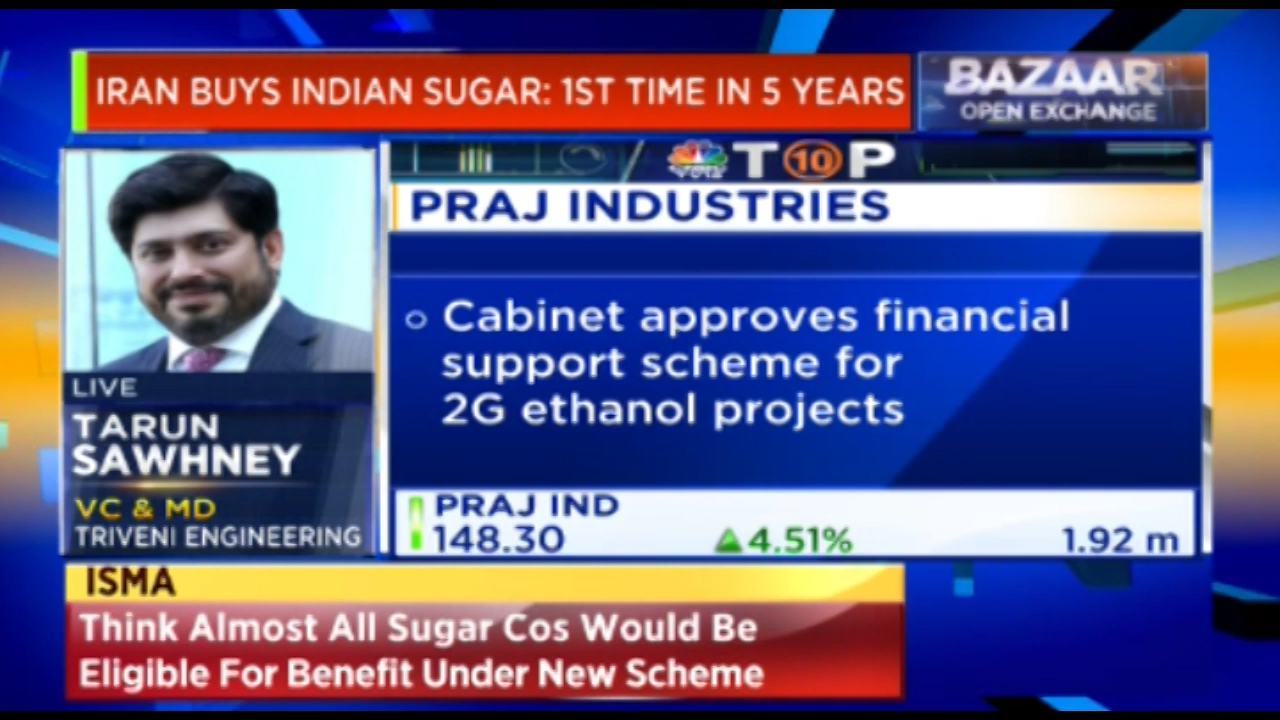 IRAN BUYS INDIAN SUGAR: 1ST TIME IN 5 YEARS
BAZAAR
OPEN EXCHANGE
TOP 10
PRAJ INDUSTRIES
○ Cabinet approves financial
support scheme for
2G ethanol projects
PRAJ IND
148.30 ▲4.51% 1.92 m
LIVE
TARUN
SAWHNEY
VC & MD
TRIVENI ENGINEERING
ISMA
Think Almost All Sugar Cos Would Be
Eligible For Benefit Under New Scheme